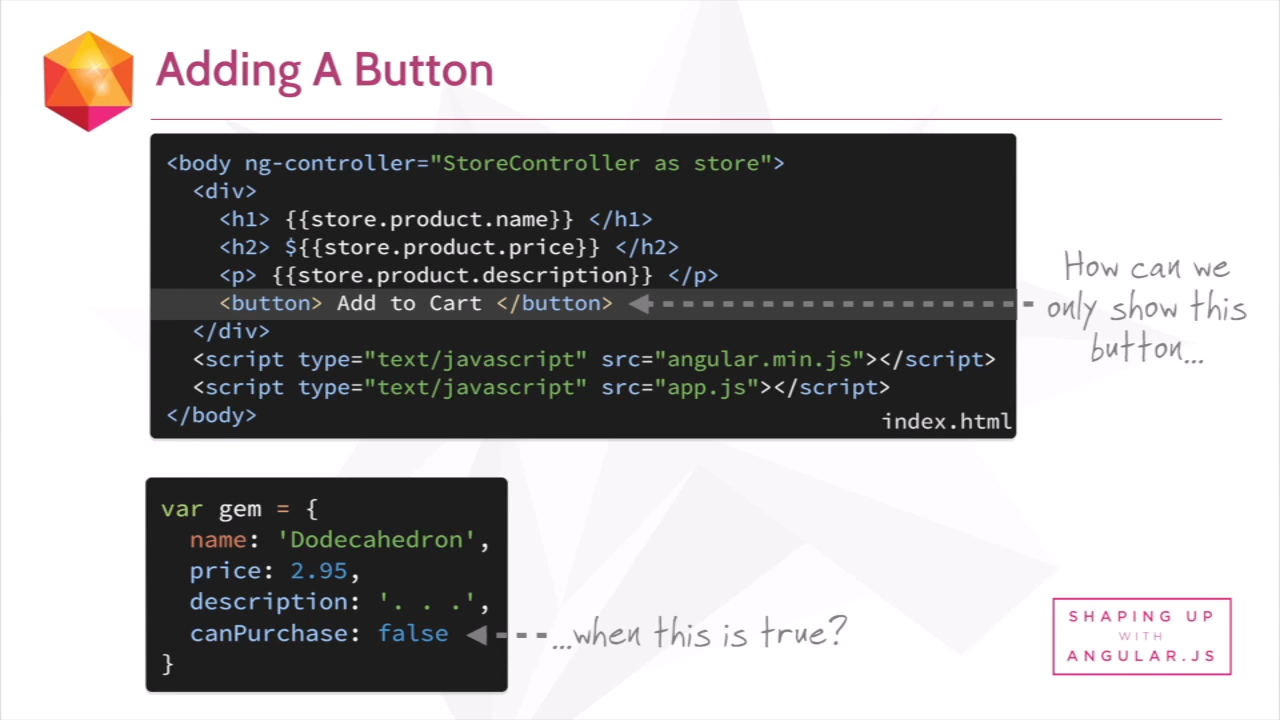 Adding A Button
<body ng-controller="StoreController as store">
<div>
<h1> {{store.product.name}} </h1>
<h2> ${{store.product.price}} </h2>
<p> {{store.product.description}} </p>
<button> Add to Cart </button>
</div>
<script type="text/javascript" src="angular.min.js"></script>
<script type="text/javascript" src="app.js"></script>
</body>
index.html
How can we
only show this
button...
var gem = {
name: 'Dodecahedron',
price: 2.95,
description: '. . .',
canPurchase: false
}
...when this is true?
SHAPING UP
WITH
ANGULAR.JS